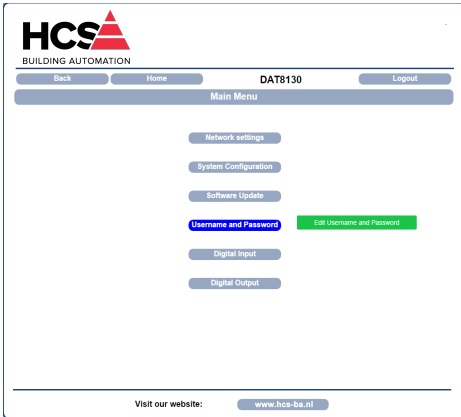 HCS
BUILDING AUTOMATION
Back Home DAT8130 Logout
Main Menu
Network settings
System Configuration
Software Update
Username and Password Edit Username and Password
Digital Input
Digital Output
Visit our website: www.hcs-ba.nl